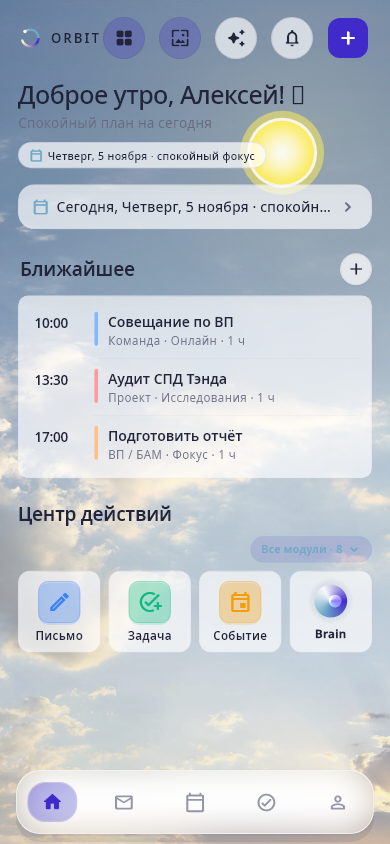 ORBIT
Доброе утро, Алексей!
Спокойный план на сегодня
Четверг, 5 ноября · спокойный фокус
Сегодня, Четверг, 5 ноября · спокойн...
Ближайшее
10:00 Совещание по ВП
Команда · Онлайн · 1 ч
13:30 Аудит СПД Тэнда
Проект · Исследования · 1 ч
17:00 Подготовить отчёт
ВП / БАМ · Фокус · 1 ч
Центр действий
Все модули · 8
Письмо Задача Событие Brain